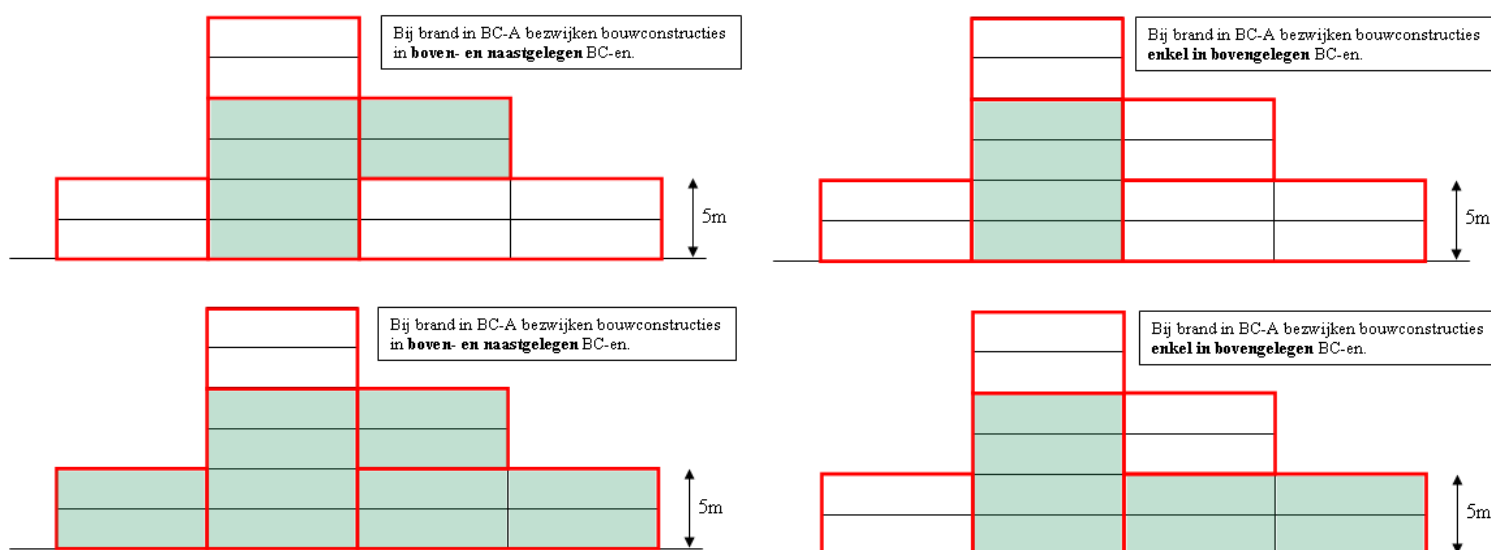 Bij brand in BC-A bezwijken bouwconstructies
in boven- en naastgelegen BC-en.
5m
Bij brand in BC-A bezwijken bouwconstructies
enkel in bovengelegen BC-en.
5m
Bij brand in BC-A bezwijken bouwconstructies
in boven- en naastgelegen BC-en.
5m
Bij brand in BC-A bezwijken bouwconstructies
enkel in bovengelegen BC-en.
5m